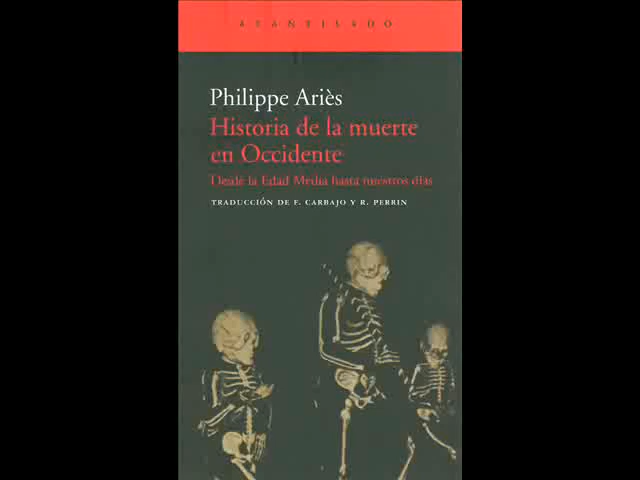 ACANTILADO
Philippe Ariès
Historia de la muerte
en Occidente
Desde la Edad Media hasta nuestros días
TRADUCCIÓN DE F. CARBAJO Y R. PERRIN